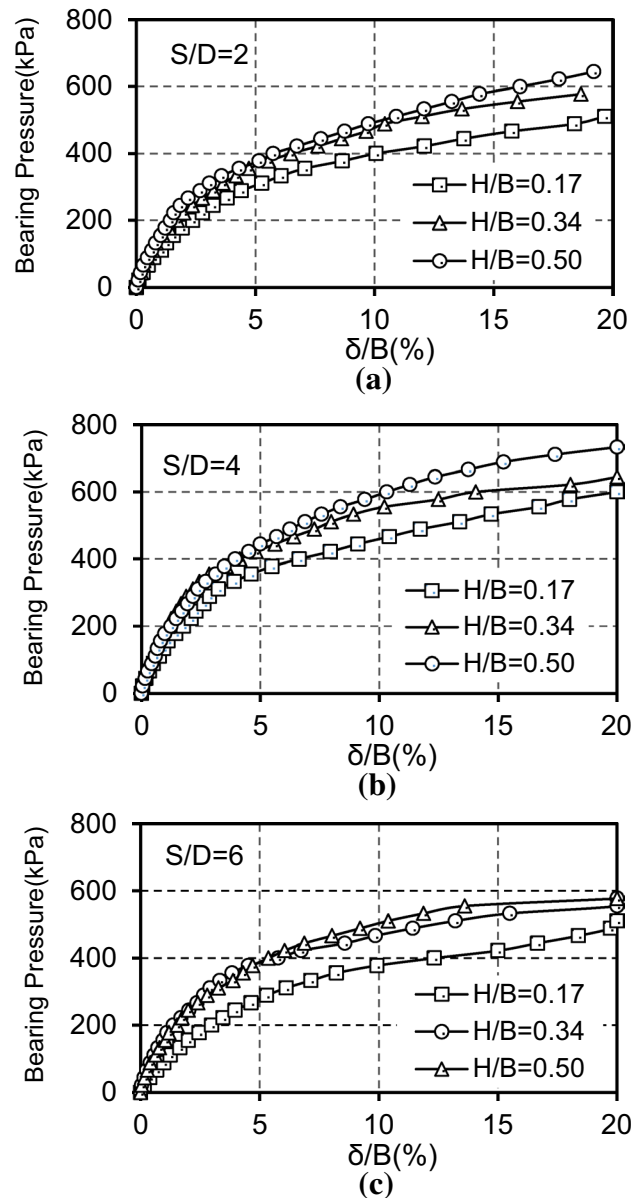 800
S/D=2
600
400
H/B=0.17
200
H/B=0.34
H/B=0.50
0
0 5 10 15 20
Bearing Pressure(kPa)
δ/B(%)
(a)
800
S/D=4
600
400
H/B=0.17
200
H/B=0.34
H/B=0.50
0
0 5 10 15 20
Bearing Pressure(kPa)
δ/B(%)
(b)
800
S/D=6
600
400
H/B=0.17
200
H/B=0.34
H/B=0.50
0
0 5 10 15 20
Bearing Pressure(kPa)
δ/B(%)
(c)